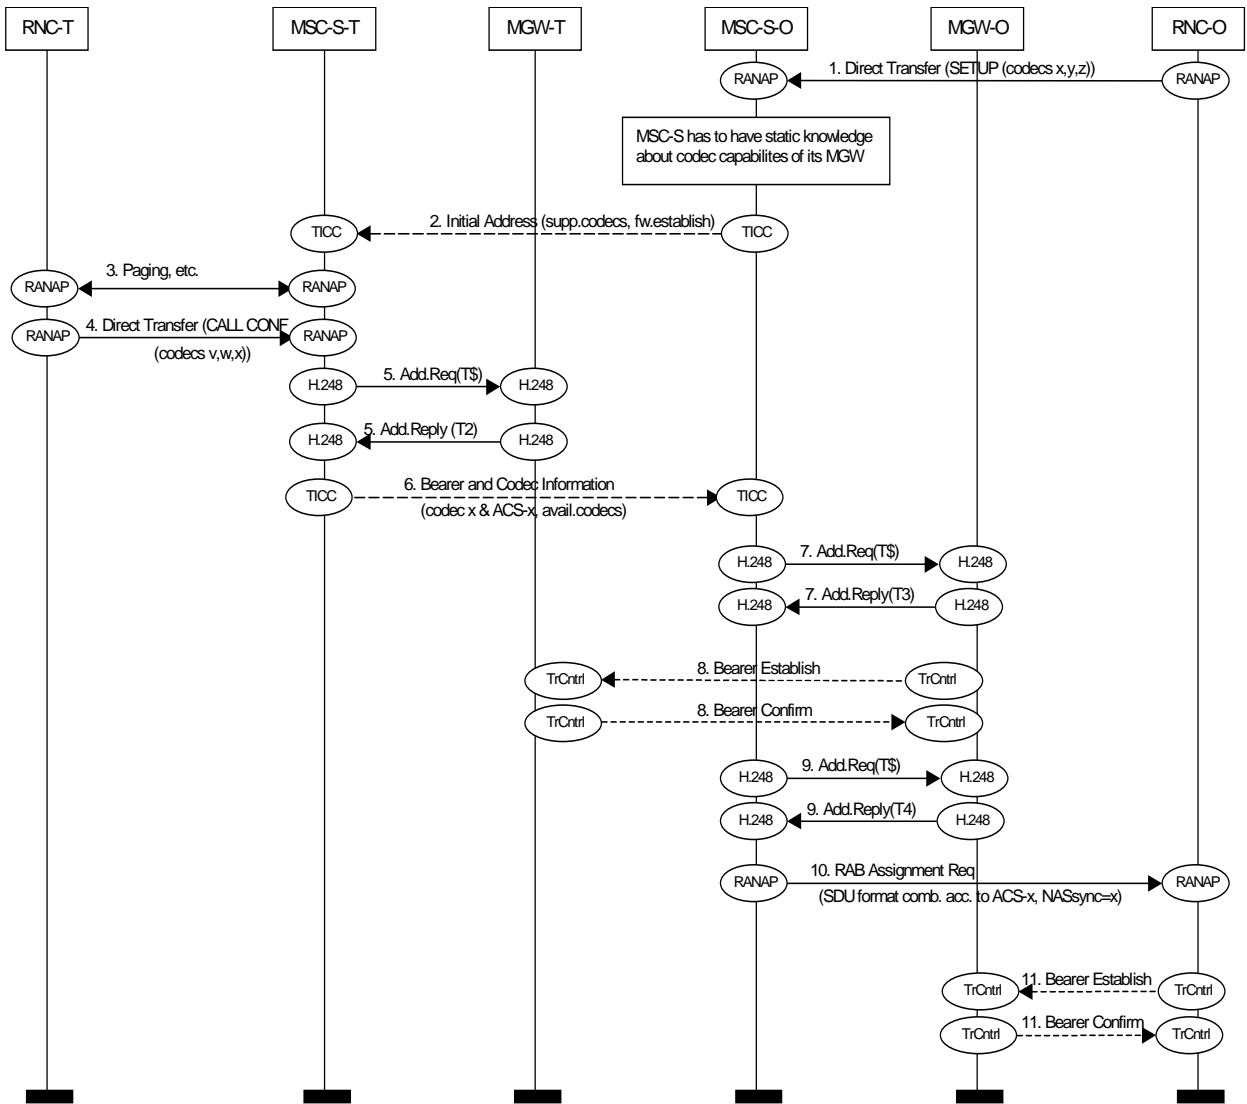 RNC-T
MSC-S-T
MGW-T
MSC-S-O
MGW-O
RNC-O
1. Direct Transfer (SETUP (codecs x,y,z))
RANAP
RANAP
MSC-S has to have static knowledge
about codec capabilites of its MGW
2. Initial Address (supp.codecs, fw.establish)
TICC
TICC
3. Paging, etc.
RANAP
RANAP
4. Direct Transfer (CALL CONF
RANAP
RANAP
(codecs v,w,x))
5. Add.Req(T$)
H.248
H.248
5. Add.Reply (T2)
H.248
H.248
6. Bearer and Codec Information
TICC
TICC
(codec x & ACS-x, avail.codecs)
7. Add.Req(T$)
H.248
H.248
7. Add.Reply(T3)
H.248
H.248
8. Bearer Establish
TrCntrl
TrCntrl
8. Bearer Confirm
TrCntrl
TrCntrl
9. Add.Req(T$)
H.248
H.248
9. Add.Reply(T4)
H.248
H.248
10. RAB Assignment Req
RANAP
RANAP
(SDU format comb. acc. to ACS-x, NASsync=x)
11. Bearer Establish
TrCntrl
TrCntrl
11. Bearer Confirm
TrCntrl
TrCntrl